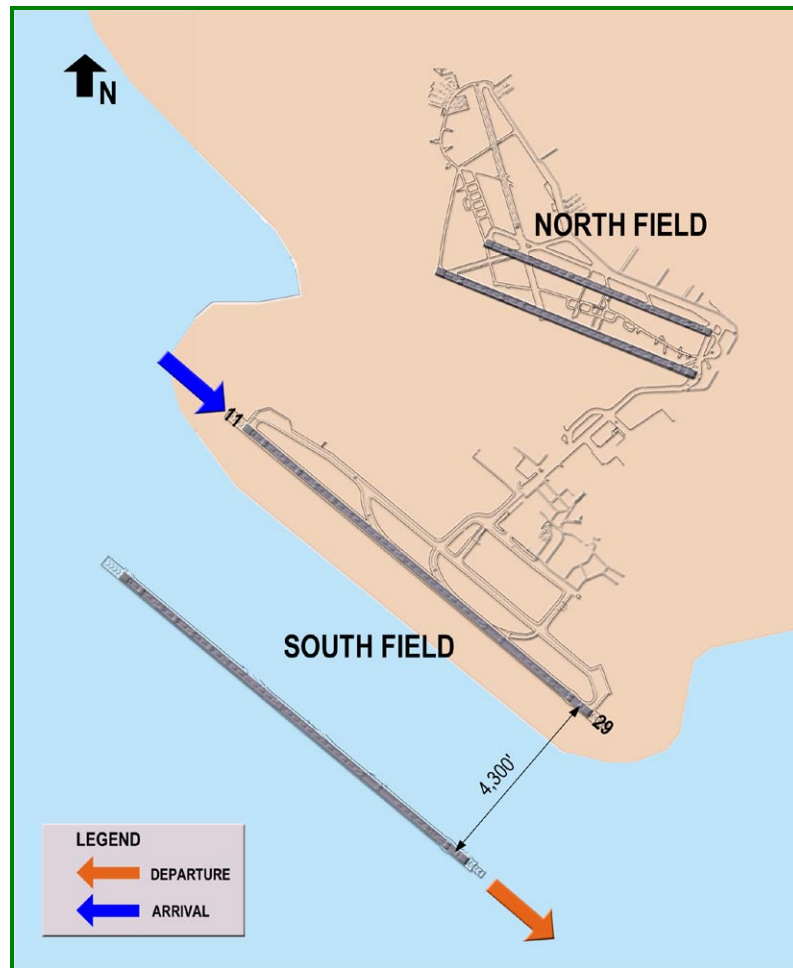 N
NORTH FIELD
11
SOUTH FIELD
29
4,300'
LEGEND
DEPARTURE
ARRIVAL